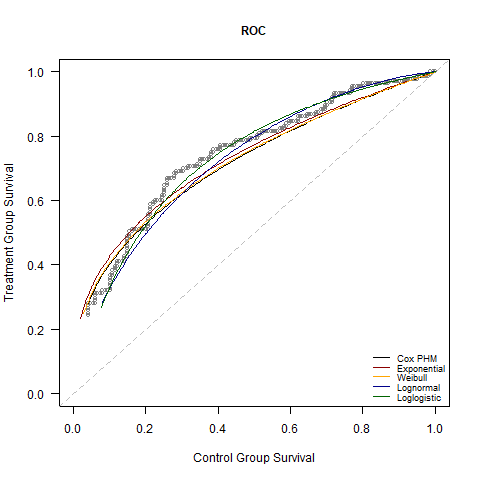 ROC
Treatment Group Survival
1.0
0.8
0.6
0.4
0.2
0.0
0.0 0.2 0.4 0.6 0.8 1.0
Control Group Survival
Cox PHM
Exponential
Weibull
Lognormal
Loglogistic